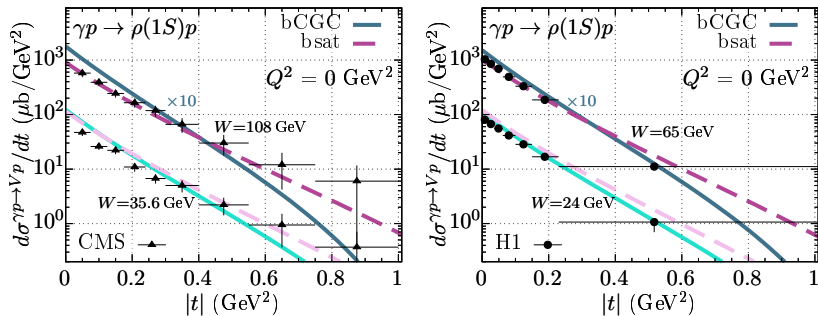 γp → ρ(1S)p
bCGC
bsat
Q² = 0 GeV²
×10
W=108 GeV
W=35.6 GeV
CMS
dσ^{γp→Vp}/dt (μb/GeV²)
10³
10²
10¹
10⁰
0 0.2 0.4 0.6 0.8 1
|t| (GeV²)
γp → ρ(1S)p
bCGC
bsat
Q² = 0 GeV²
×10
W=65 GeV
W=24 GeV
H1
dσ^{γp→Vp}/dt (μb/GeV²)
10³
10²
10¹
10⁰
0 0.2 0.4 0.6 0.8 1
|t| (GeV²)